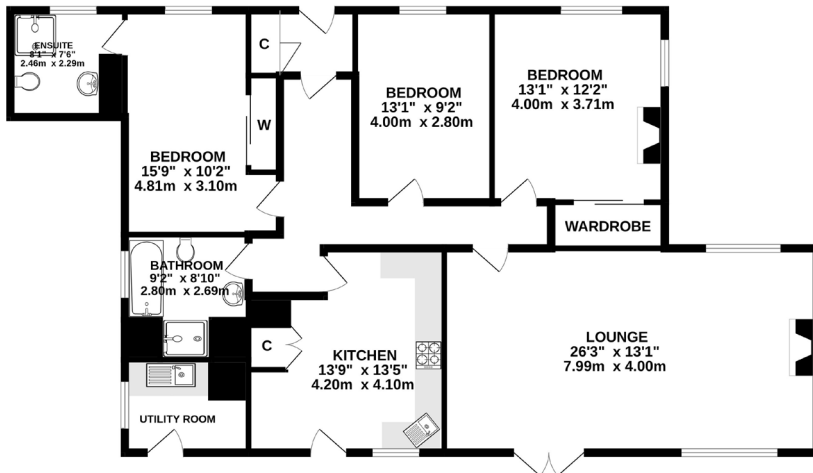 ENSUITE
8'1" x 7'6"
2.46m x 2.29m
C
BEDROOM
13'1" x 9'2"
4.00m x 2.80m
BEDROOM
13'1" x 12'2"
4.00m x 3.71m
W
BEDROOM
15'9" x 10'2"
4.81m x 3.10m
WARDROBE
BATHROOM
9'2" x 8'10"
2.80m x 2.69m
C
KITCHEN
13'9" x 13'5"
4.20m x 4.10m
LOUNGE
26'3" x 13'1"
7.99m x 4.00m
UTILITY ROOM